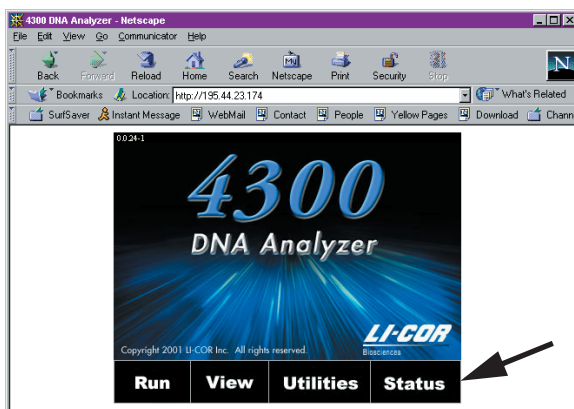 4300 DNA Analyzer - Netscape
File Edit View Go Communicator Help
Back Forward Reload Home Search Netscape Print Security Stop
N
Bookmarks Location: http://195.44.23.174 What's Related
SurfSaver Instant Message WebMail Contact People Yellow Pages Download Chann
0.0.24-1
4300
DNA Analyzer
LI-COR
Biosciences
Copyright 2001 LI-COR Inc. All rights reserved.
Run View Utilities Status